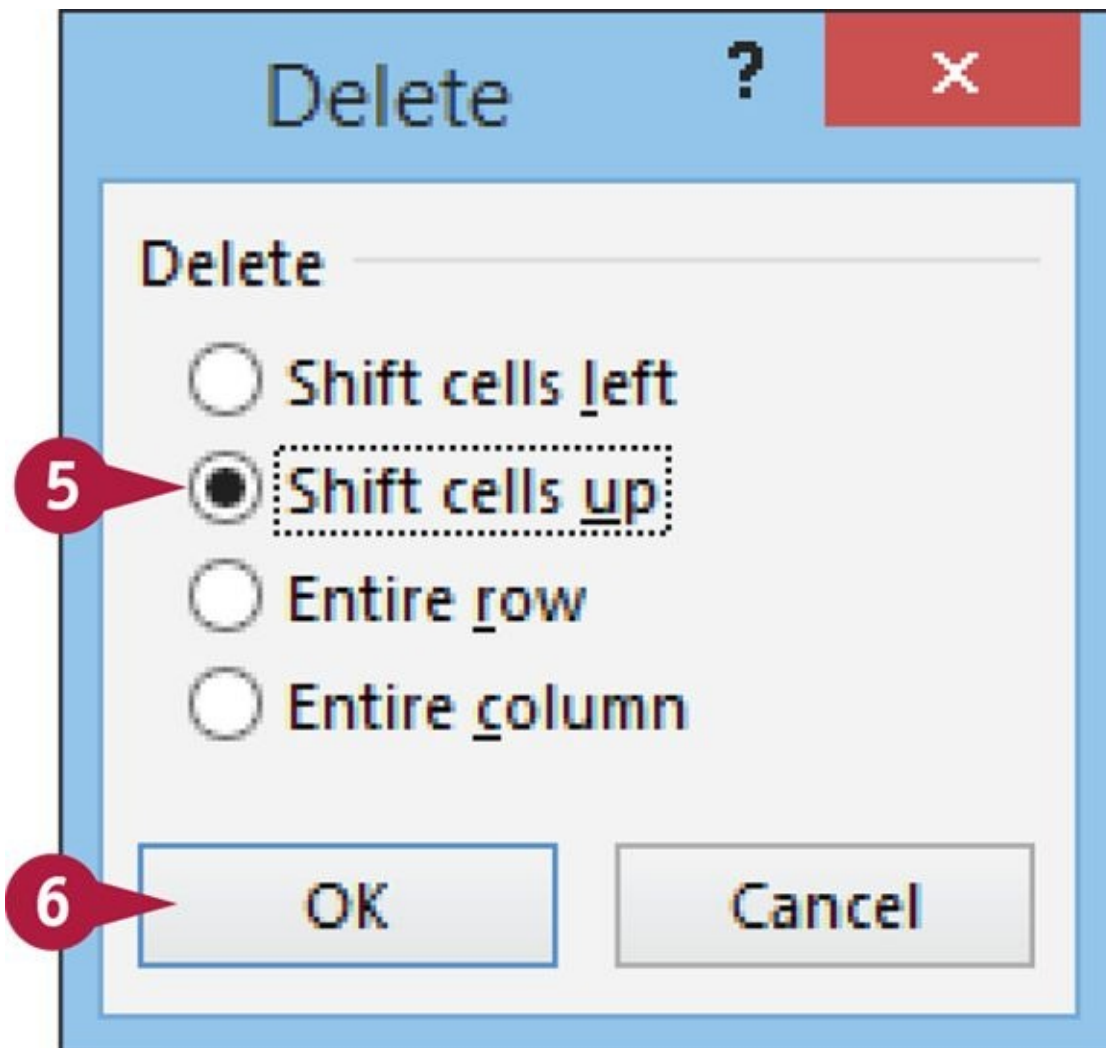 Delete ? ×
Delete
Shift cells left
5 Shift cells up
Entire row
Entire column
6 OK Cancel